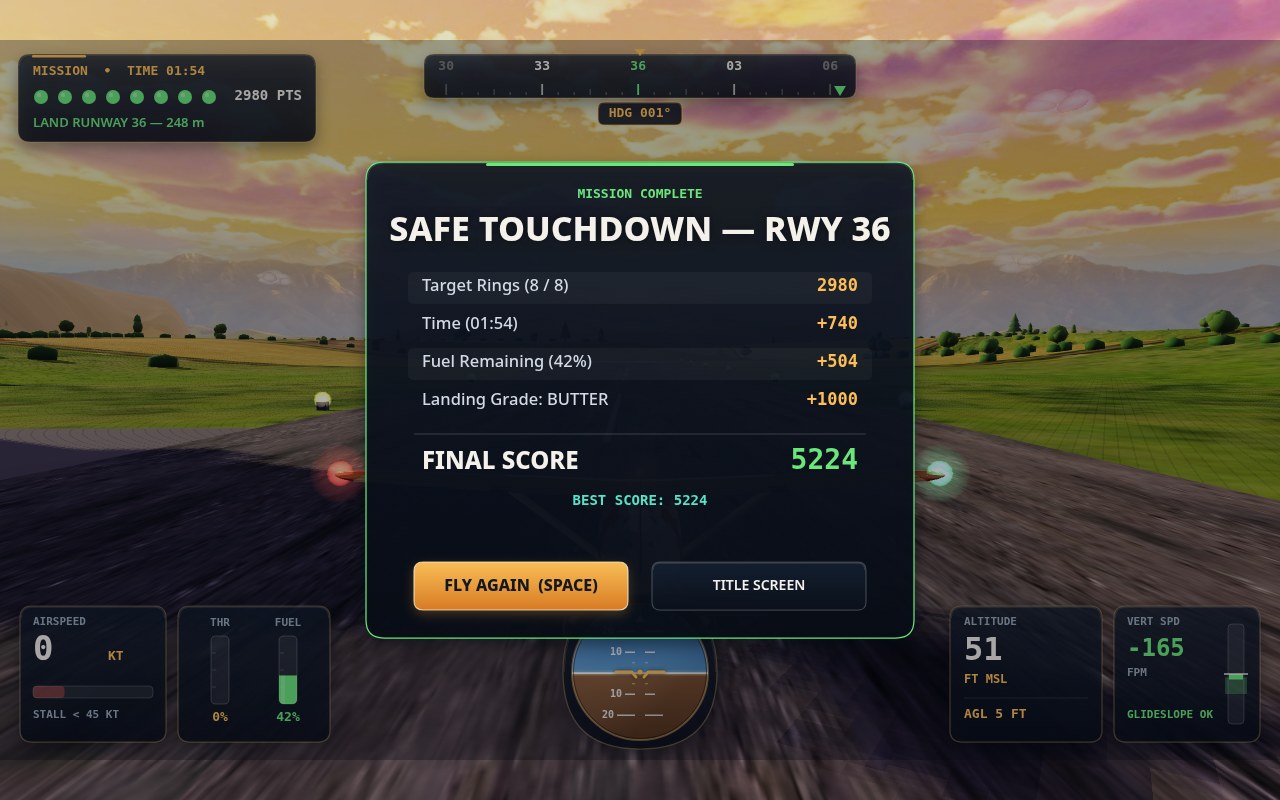 MISSION • TIME 01:54
2980 PTS
LAND RUNWAY 36 — 248 m
30 33 36 03 06
HDG 001°
MISSION COMPLETE
SAFE TOUCHDOWN — RWY 36
Target Rings (8 / 8) 2980
Time (01:54) +740
Fuel Remaining (42%) +504
Landing Grade: BUTTER +1000
FINAL SCORE 5224
BEST SCORE: 5224
FLY AGAIN (SPACE)
TITLE SCREEN
AIRSPEED
0 KT
STALL < 45 KT
THR FUEL
0% 42%
10
10
20
ALTITUDE
51
FT MSL
AGL 5 FT
VERT SPD
-165
FPM
GLIDESLOPE OK